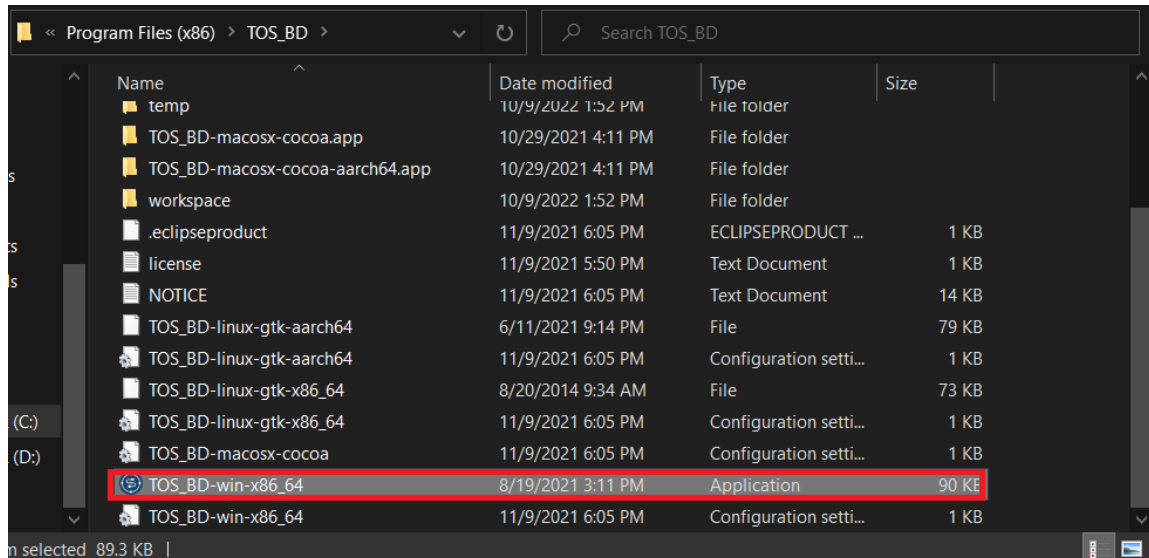 « Program Files (x86) > TOS_BD > Search TOS_BD
Name Date modified Type Size
temp 10/9/2022 1:52 PM File folder
TOS_BD-macosx-cocoa.app 10/29/2021 4:11 PM File folder
TOS_BD-macosx-cocoa-aarch64.app 10/29/2021 4:11 PM File folder
workspace 10/9/2022 1:52 PM File folder
.eclipseproduct 11/9/2021 6:05 PM ECLIPSEPRODUCT ... 1 KB
license 11/9/2021 5:50 PM Text Document 1 KB
NOTICE 11/9/2021 6:05 PM Text Document 14 KB
TOS_BD-linux-gtk-aarch64 6/11/2021 9:14 PM File 79 KB
TOS_BD-linux-gtk-aarch64 11/9/2021 6:05 PM Configuration setti... 1 KB
TOS_BD-linux-gtk-x86_64 8/20/2014 9:34 AM File 73 KB
(C:) TOS_BD-linux-gtk-x86_64 11/9/2021 6:05 PM Configuration setti... 1 KB
(D:) TOS_BD-macosx-cocoa 11/9/2021 6:05 PM Configuration setti... 1 KB
TOS_BD-win-x86_64 8/19/2021 3:11 PM Application 90 KB
TOS_BD-win-x86_64 11/9/2021 6:05 PM Configuration setti... 1 KB
selected 89.3 KB